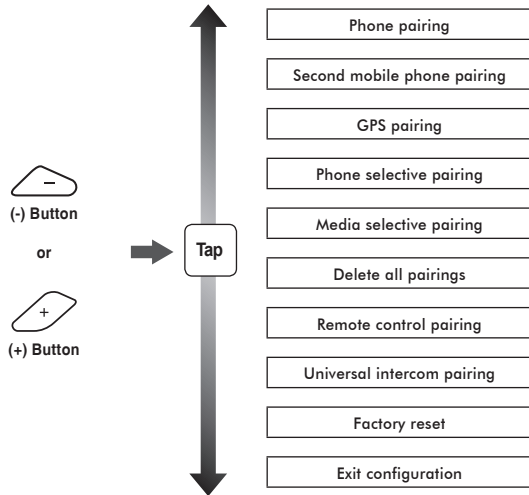 Phone pairing
Second mobile phone pairing
GPS pairing
Phone selective pairing
Media selective pairing
Delete all pairings
Remote control pairing
Universal intercom pairing
Factory reset
Exit configuration
−
(-) Button
or
+
(+) Button
Tap